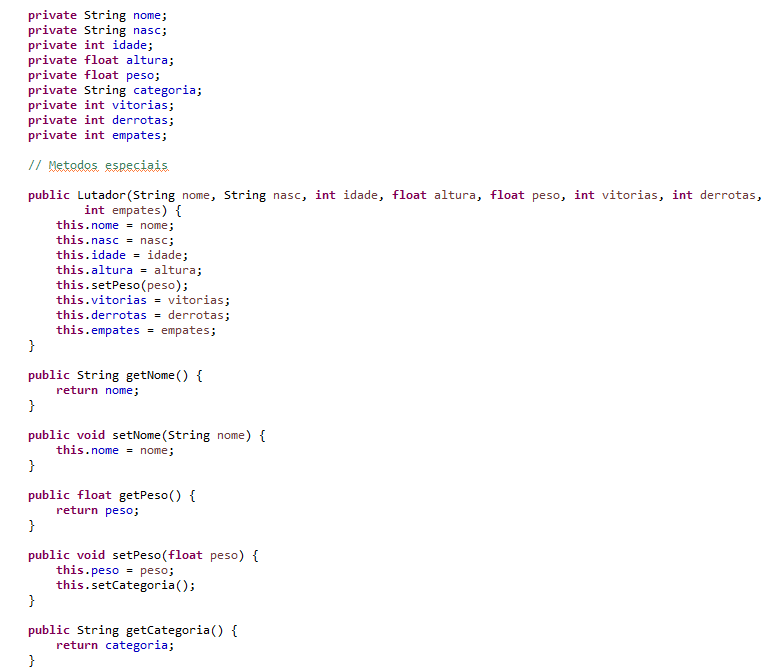 private String nome;
private String nasc;
private int idade;
private float altura;
private float peso;
private String categoria;
private int vitorias;
private int derrotas;
private int empates;
// Metodos especiais
public Lutador(String nome, String nasc, int idade, float altura, float peso, int vitorias, int derrotas,
int empates) {
this.nome = nome;
this.nasc = nasc;
this.idade = idade;
this.altura = altura;
this.setPeso(peso);
this.vitorias = vitorias;
this.derrotas = derrotas;
this.empates = empates;
}
public String getNome() {
return nome;
}
public void setNome(String nome) {
this.nome = nome;
}
public float getPeso() {
return peso;
}
public void setPeso(float peso) {
this.peso = peso;
this.setCategoria();
}
public String getCategoria() {
return categoria;
}